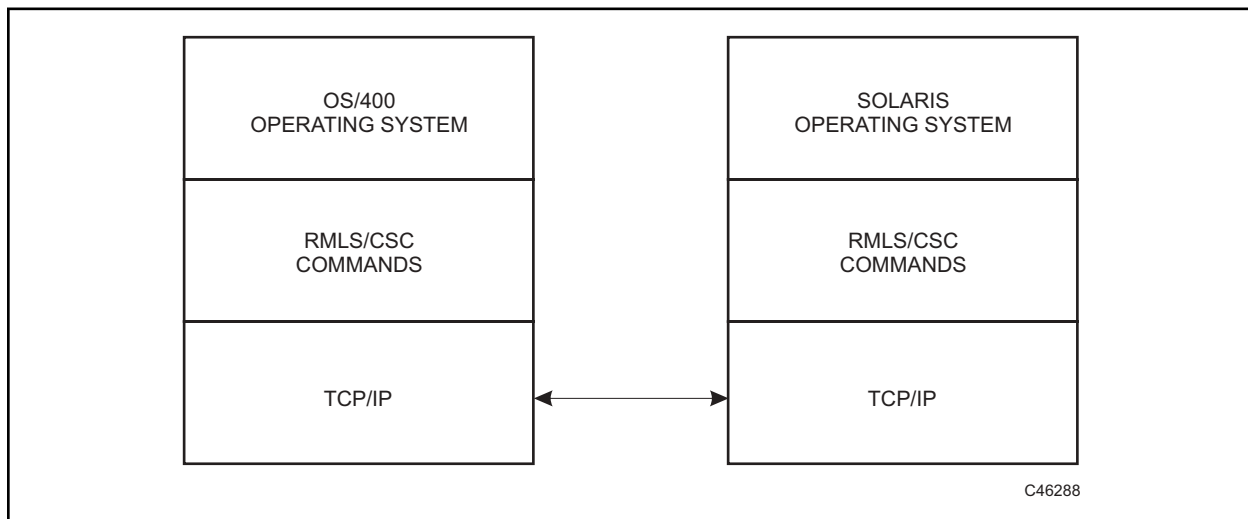 OS/400
OPERATING SYSTEM
RMLS/CSC
COMMANDS
TCP/IP
SOLARIS
OPERATING SYSTEM
RMLS/CSC
COMMANDS
TCP/IP
C46288